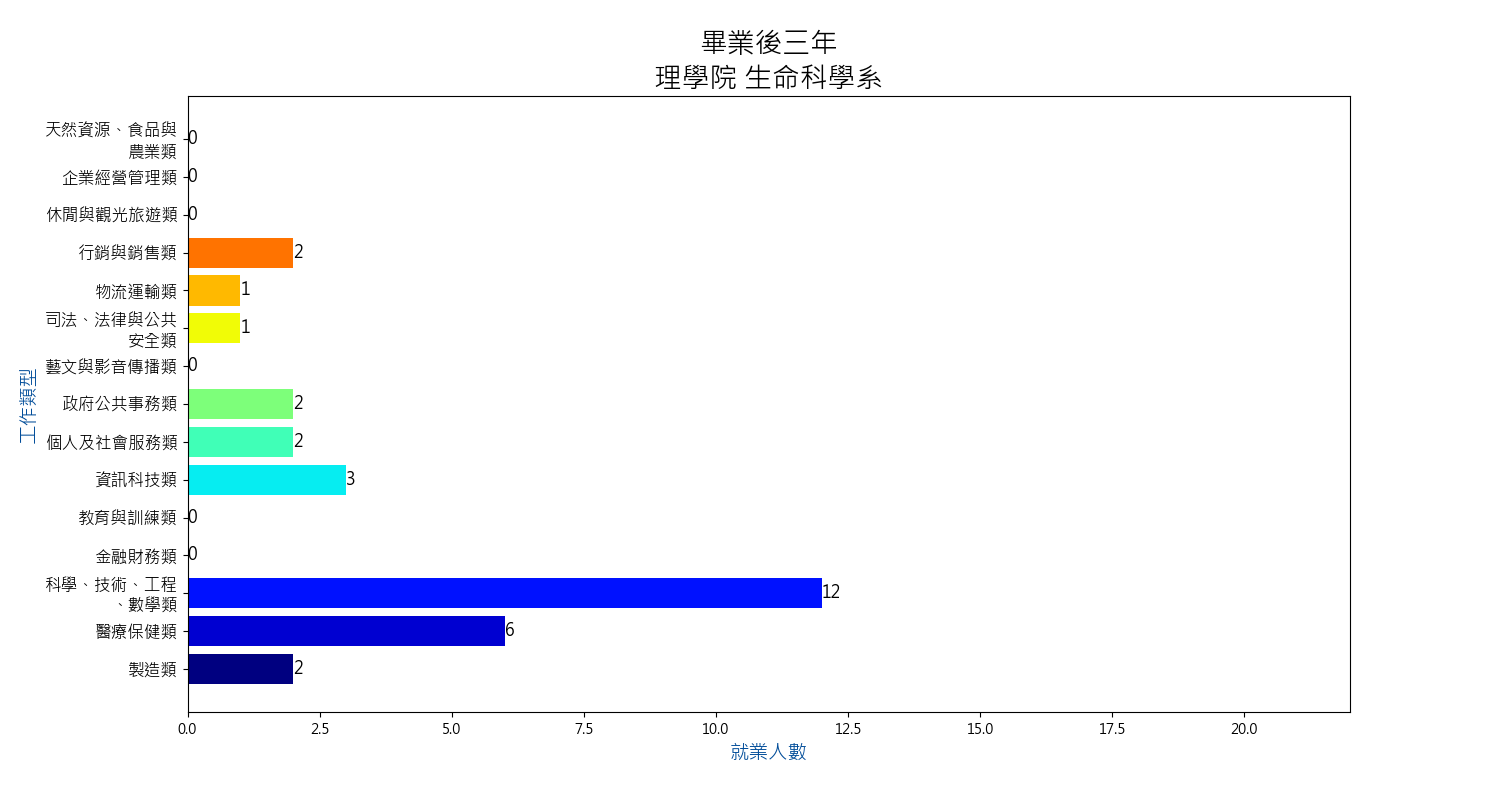 畢業後三年
理學院 生命科學系
天然資源、食品與
農業類
0
企業經營管理類
0
休閒與觀光旅遊類
0
行銷與銷售類
2
物流運輸類
1
司法、法律與公共
安全類
1
藝文與影音傳播類
0
政府公共事務類
2
個人及社會服務類
2
資訊科技類
3
教育與訓練類
0
金融財務類
0
科學、技術、工程
、數學類
12
醫療保健類
6
製造類
2
工作類型
0.0 2.5 5.0 7.5 10.0 12.5 15.0 17.5 20.0
就業人數